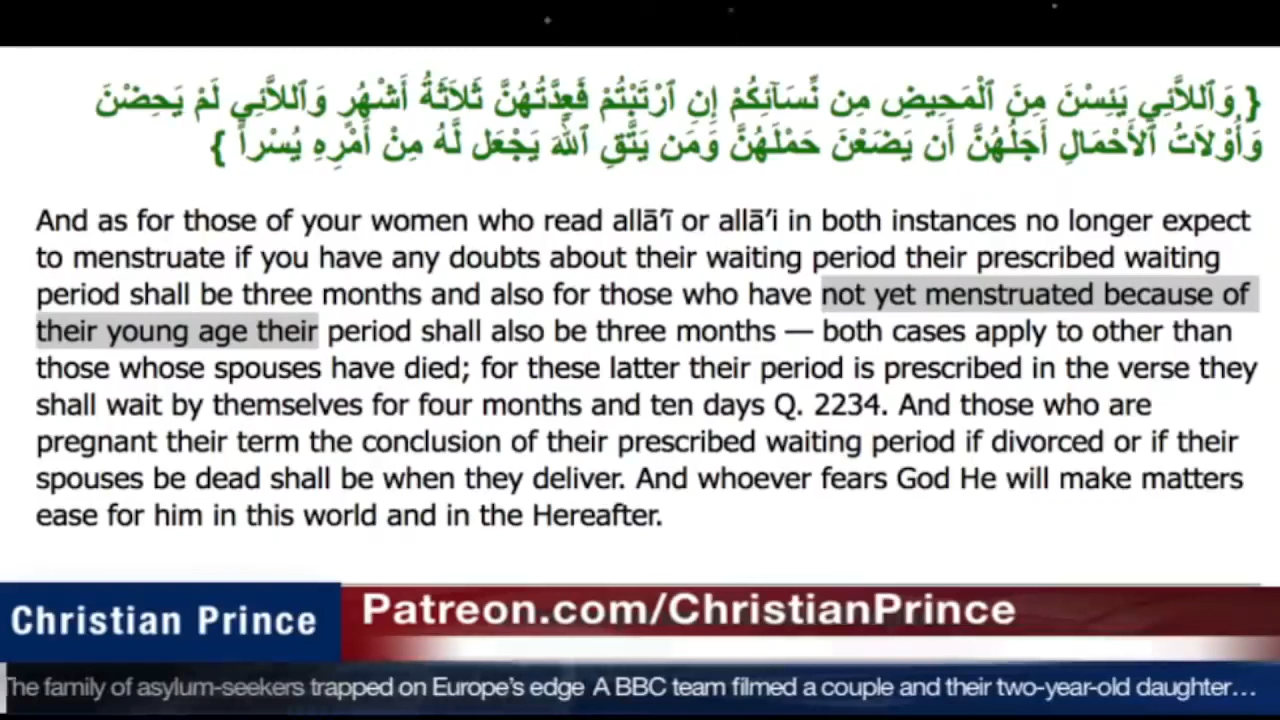 { وَٱللاَّئِي يَئِسْنَ مِنَ ٱلْمَحِيضِ مِن نِّسَآئِكُمْ إِنِ ٱرْتَبْتُمْ فَعِدَّتُهُنَّ ثَلاَثَةُ أَشْهُرٍ وَٱللاَّئِي لَمْ يَحِضْنَ
وَأُوْلاَتُ ٱلأَحْمَالِ أَجَلُهُنَّ أَن يَضَعْنَ حَمْلَهُنَّ وَمَن يَتَّقِ ٱللَّهَ يَجْعَل لَّهُ مِنْ أَمْرِهِ يُسْراً }
And as for those of your women who read allā’ī or allā’i in both instances no longer expect
to menstruate if you have any doubts about their waiting period their prescribed waiting
period shall be three months and also for those who have not yet menstruated because of
their young age their period shall also be three months — both cases apply to other than
those whose spouses have died; for these latter their period is prescribed in the verse they
shall wait by themselves for four months and ten days Q. 2234. And those who are
pregnant their term the conclusion of their prescribed waiting period if divorced or if their
spouses be dead shall be when they deliver. And whoever fears God He will make matters
ease for him in this world and in the Hereafter.
Christian Prince
Patreon.com/ChristianPrince
The family of asylum-seekers trapped on Europe's edge A BBC team filmed a couple and their two-year-old daughter...